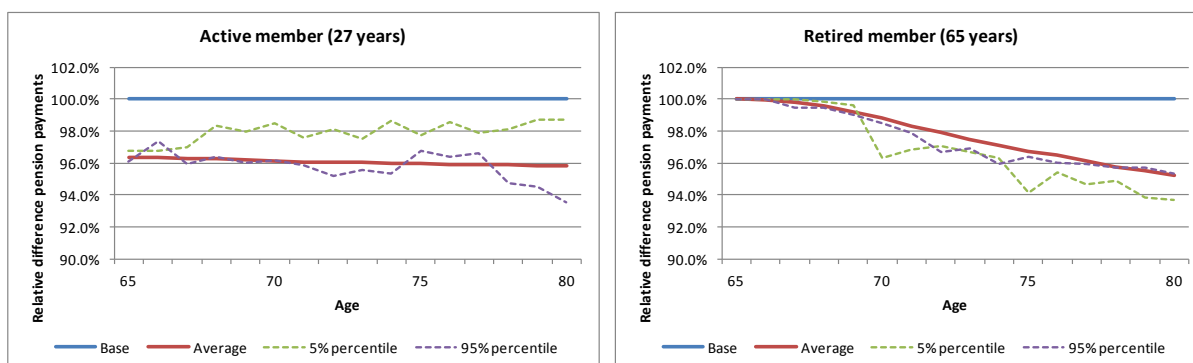 Active member (27 years)
Relative difference pension payments
102.0%
100.0%
98.0%
96.0%
94.0%
92.0%
90.0%
65 70 75 80
Age
Base Average 5% percentile 95% percentile
Retired member (65 years)
Relative difference pension payments
102.0%
100.0%
98.0%
96.0%
94.0%
92.0%
90.0%
65 70 75 80
Age
Base Average 5% percentile 95% percentile